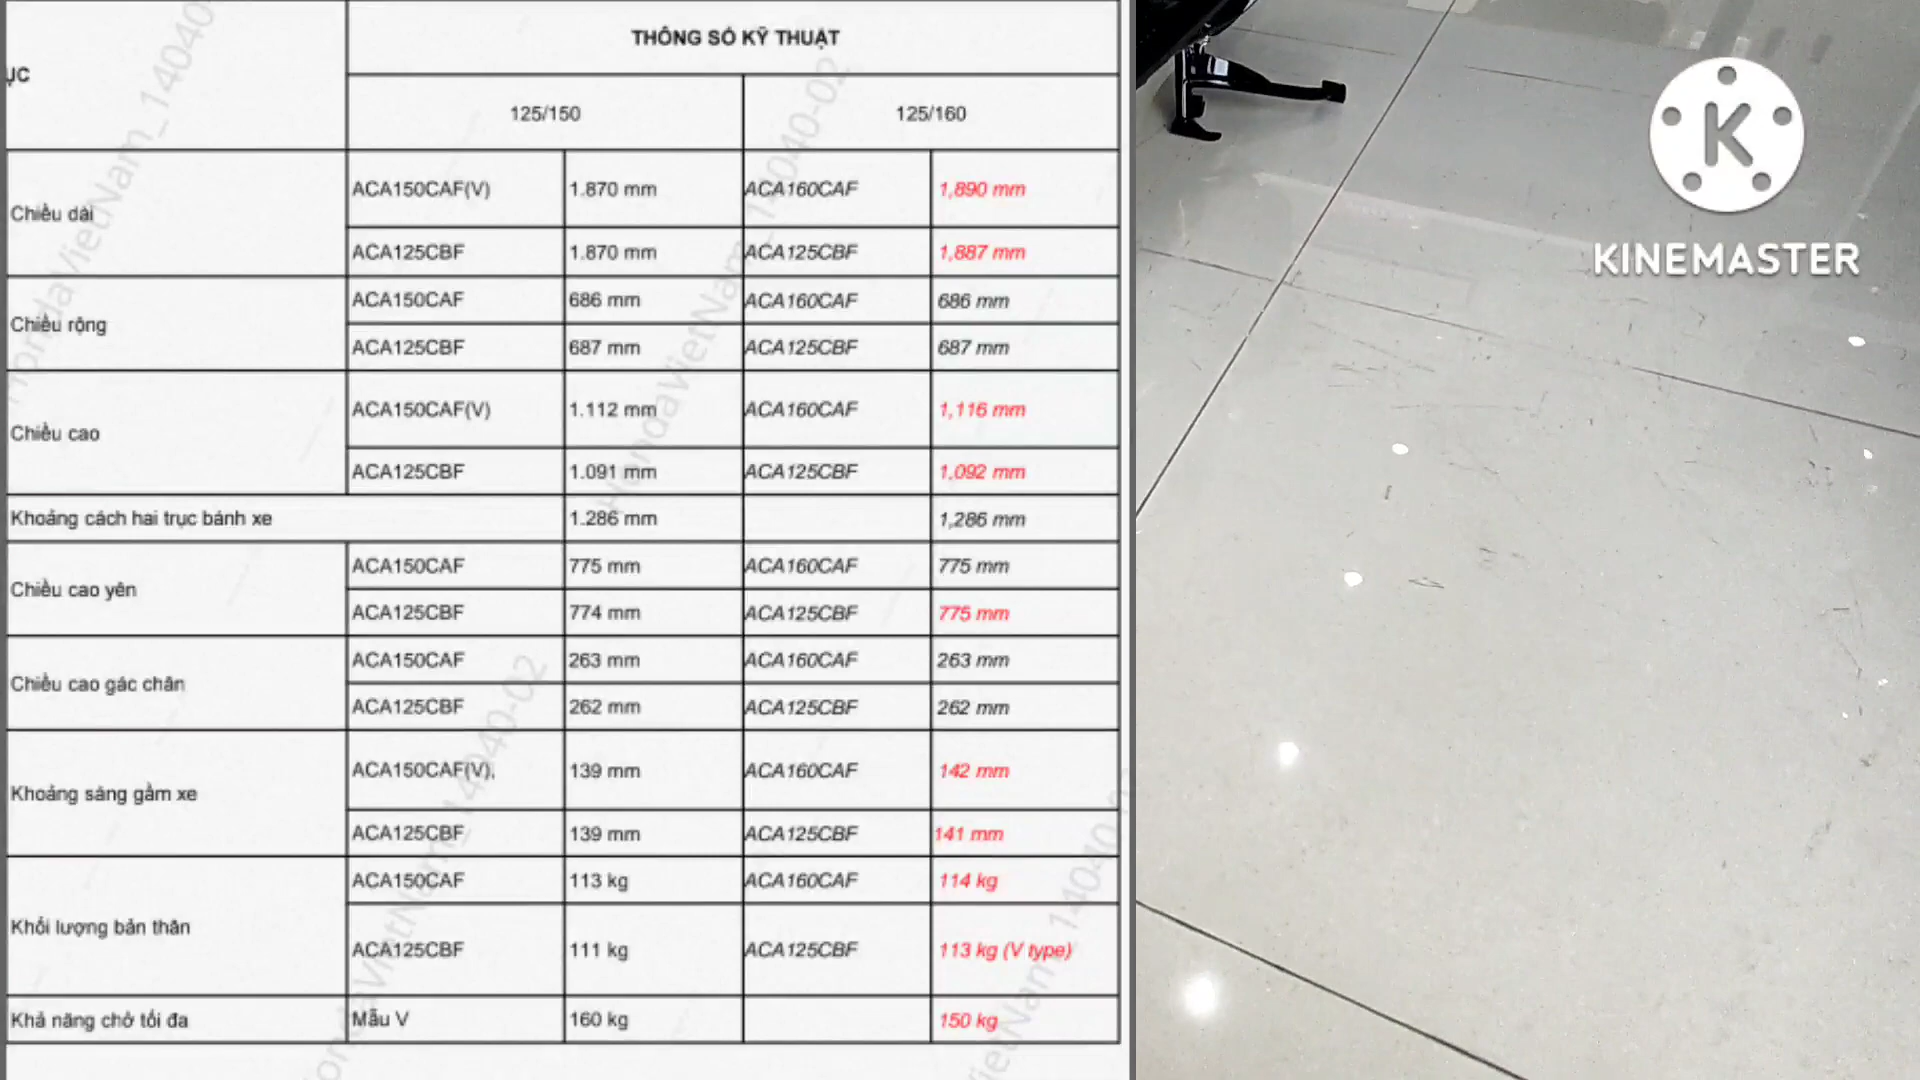 ỤC
THÔNG SỐ KỸ THUẬT
125/150
125/160
Chiều dài
ACA150CAF(V)
1.870 mm
ACA160CAF
1,890 mm
ACA125CBF
1.870 mm
ACA125CBF
1,887 mm
Chiều rộng
ACA150CAF
686 mm
ACA160CAF
686 mm
ACA125CBF
687 mm
ACA125CBF
687 mm
Chiều cao
ACA150CAF(V)
1.112 mm
ACA160CAF
1,116 mm
ACA125CBF
1.091 mm
ACA125CBF
1,092 mm
Khoảng cách hai trục bánh xe
1.286 mm
1,286 mm
Chiều cao yên
ACA150CAF
775 mm
ACA160CAF
775 mm
ACA125CBF
774 mm
ACA125CBF
775 mm
Chiều cao gác chân
ACA150CAF
263 mm
ACA160CAF
263 mm
ACA125CBF
262 mm
ACA125CBF
262 mm
Khoảng sáng gầm xe
ACA150CAF(V),
139 mm
ACA160CAF
142 mm
ACA125CBF
139 mm
ACA125CBF
141 mm
Khối lượng bản thân
ACA150CAF
113 kg
ACA160CAF
114 kg
ACA125CBF
111 kg
ACA125CBF
113 kg (V type)
Khả năng chở tối đa
Mẫu V
160 kg
150 kg
HondaVietNam_14040-02
K
KINEMASTER